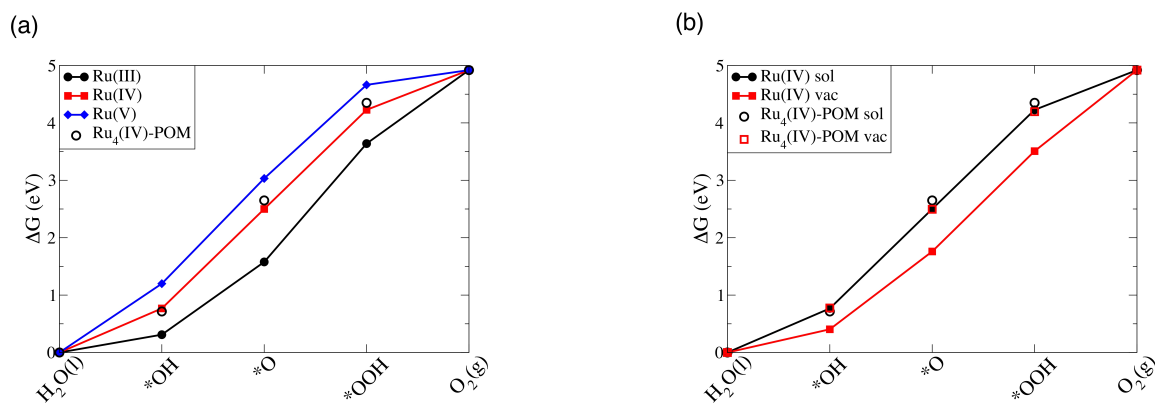 (a)
Ru(III)
Ru(IV)
Ru(V)
Ru4(IV)-POM
5
4
3
2
1
0
ΔG (eV)
H2O(l)
*OH
*O
*OOH
O2(g)
(b)
Ru(IV) sol
Ru(IV) vac
Ru4(IV)-POM sol
Ru4(IV)-POM vac
5
4
3
2
1
0
ΔG (eV)
H2O(l)
*OH
*O
*OOH
O2(g)